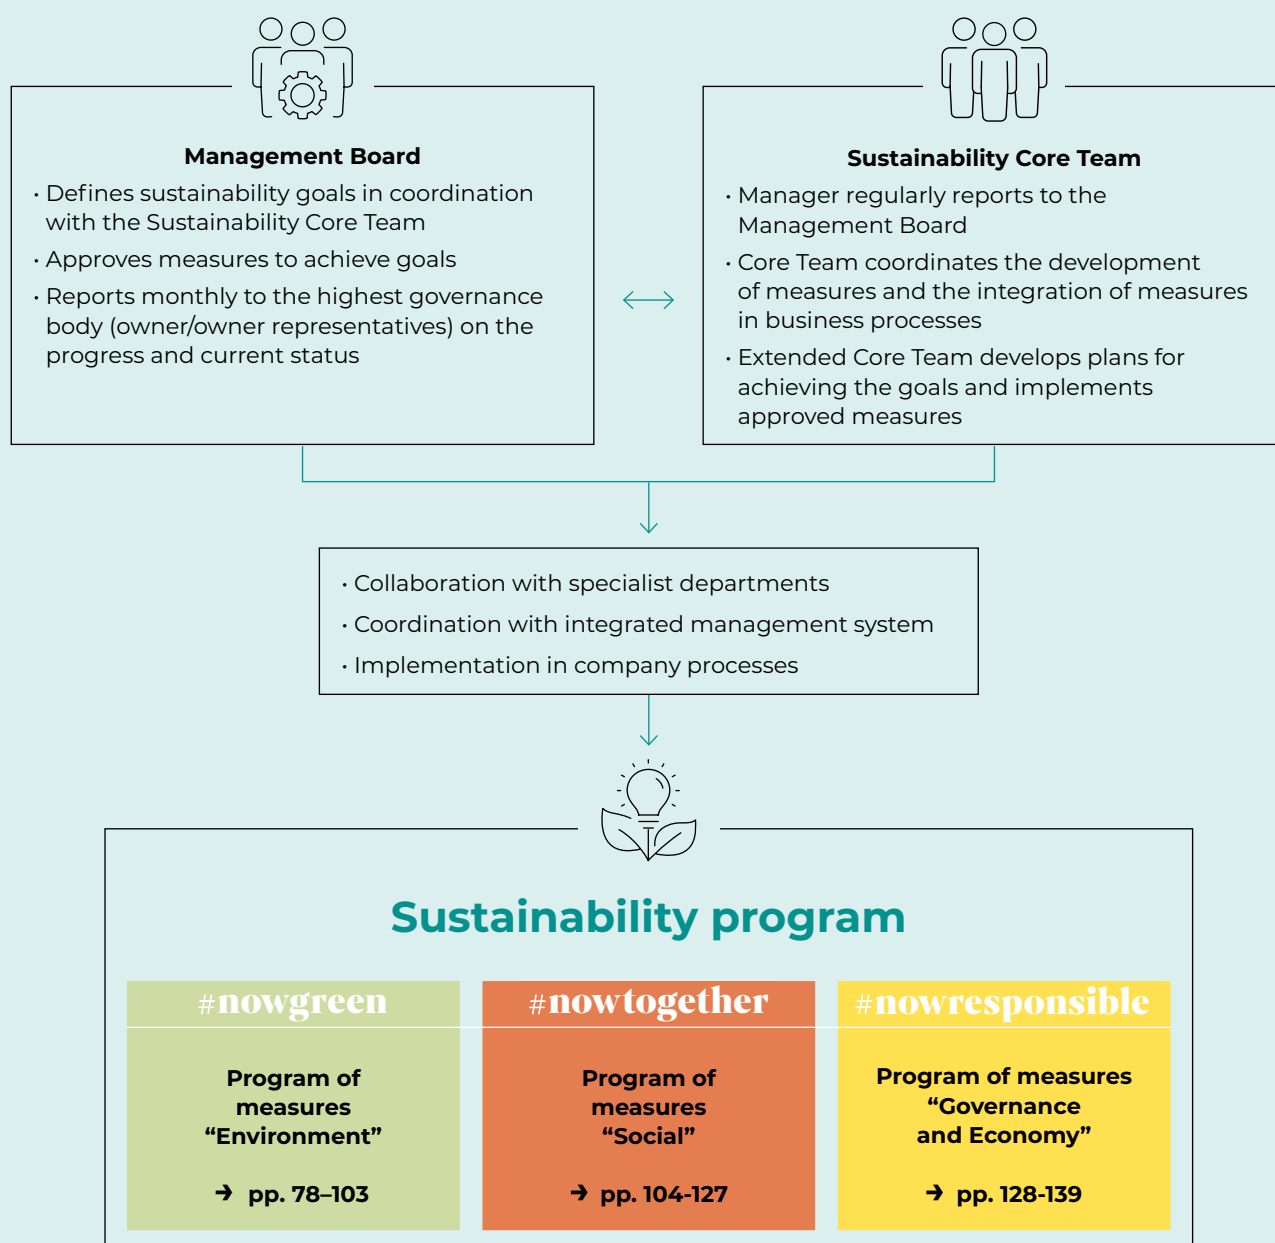 Management Board
· Defines sustainability goals in coordination
with the Sustainability Core Team
· Approves measures to achieve goals
· Reports monthly to the highest governance
body (owner/owner representatives) on the
progress and current status
Sustainability Core Team
· Manager regularly reports to the
Management Board
· Core Team coordinates the development
of measures and the integration of measures
in business processes
· Extended Core Team develops plans for
achieving the goals and implements
approved measures
· Collaboration with specialist departments
· Coordination with integrated management system
· Implementation in company processes
Sustainability program
#nowgreen
Program of
measures
“Environment”
→ pp. 78–103
#nowtogether
Program of
measures
“Social”
→ pp. 104-127
#nowresponsible
Program of measures
“Governance
and Economy”
→ pp. 128-139